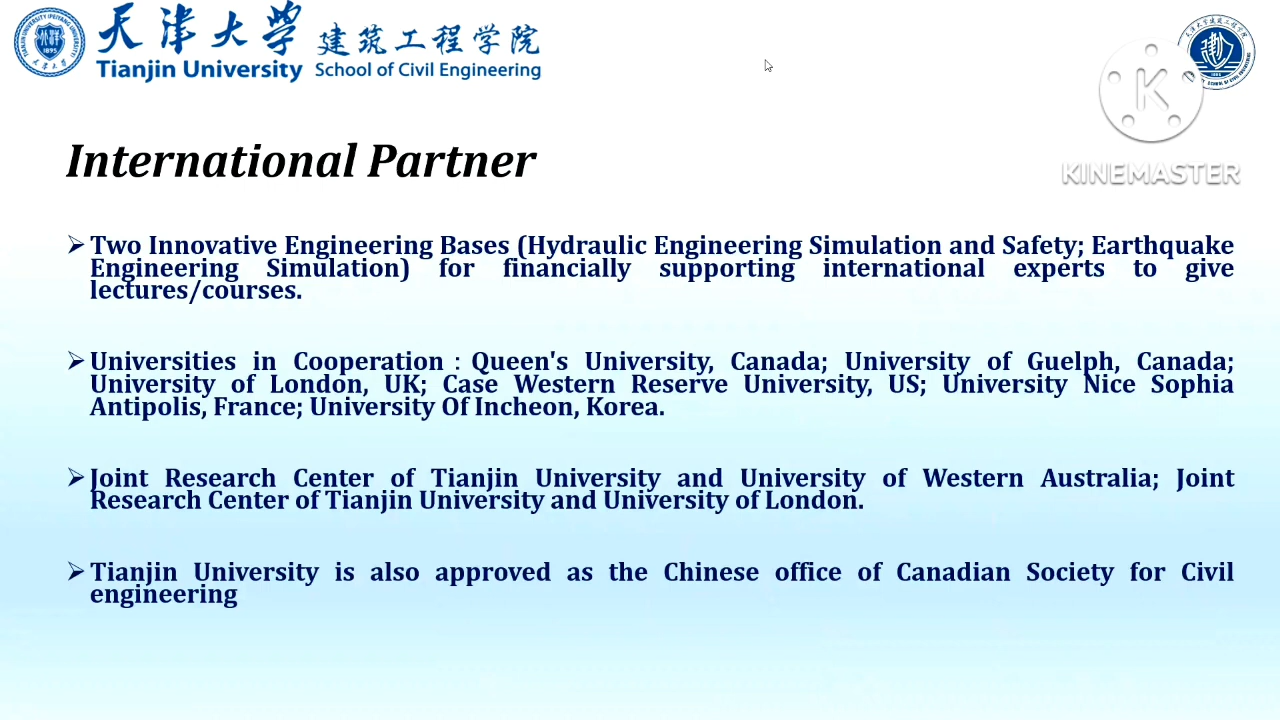 天津大学 建筑工程学院
Tianjin University School of Civil Engineering
1895
K
KINEMASTER
International Partner
Two Innovative Engineering Bases (Hydraulic Engineering Simulation and Safety; Earthquake
Engineering Simulation) for financially supporting international experts to give
lectures/courses.
Universities in Cooperation : Queen's University, Canada; University of Guelph, Canada;
University of London, UK; Case Western Reserve University, US; University Nice Sophia
Antipolis, France; University Of Incheon, Korea.
Joint Research Center of Tianjin University and University of Western Australia; Joint
Research Center of Tianjin University and University of London.
Tianjin University is also approved as the Chinese office of Canadian Society for Civil
engineering